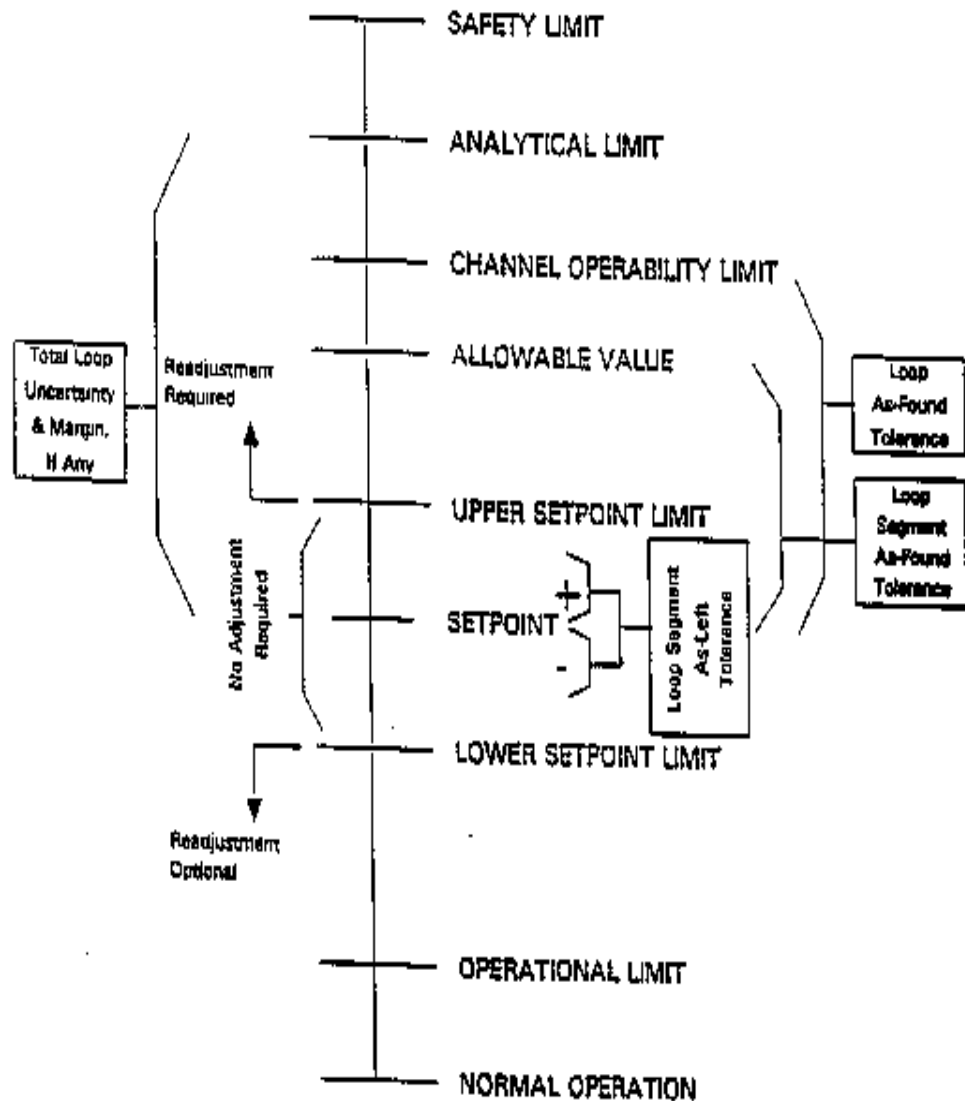 SAFETY LIMIT
ANALYTICAL LIMIT
CHANNEL OPERABILITY LIMIT
ALLOWABLE VALUE
Total Loop
Uncertainty
& Margin,
If Any
Readjustment
Required
Loop
As-Found
Tolerance
UPPER SETPOINT LIMIT
Loop
Segment
As-Found
Tolerance
No Adjustment
Required
SETPOINT
+
-
Loop Segment
As-Left
Tolerance
LOWER SETPOINT LIMIT
Readjustment
Optional
OPERATIONAL LIMIT
NORMAL OPERATION